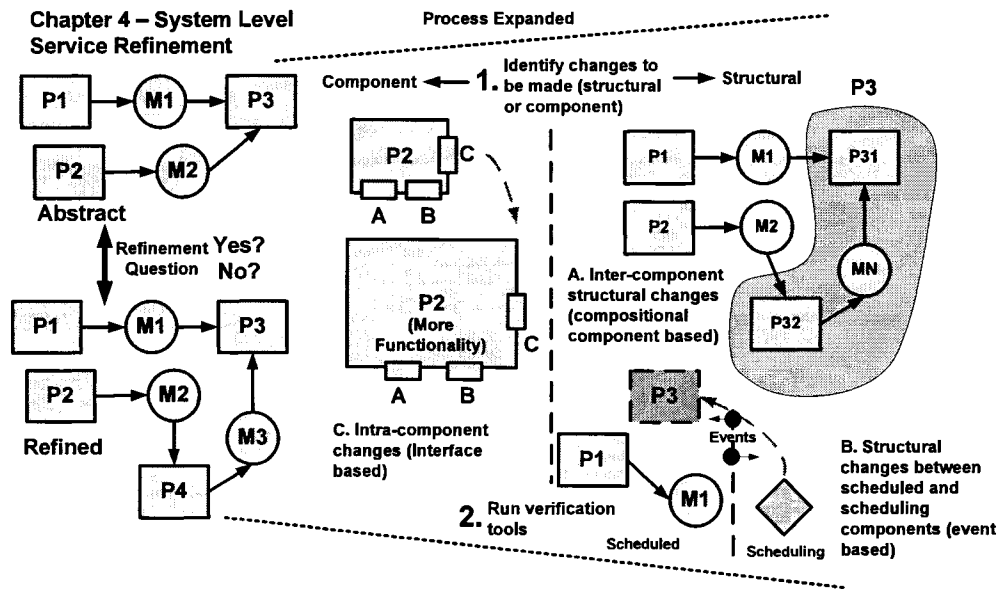 Chapter 4 – System Level
Service Refinement
Process Expanded
P1
M1
P3
P2
M2
Abstract
Refinement
Question
Yes?
No?
P1
M1
P3
P2
M2
Refined
M3
P4
Component
1.
Identify changes to
be made (structural
or component)
Structural
P2
C
A
B
P2
(More
Functionality)
C
A
B
C. Intra-component
changes (Interface
based)
2.
Run verification
tools
P3
P1
M1
P31
P2
M2
MN
P32
A. Inter-component
structural changes
(compositional
component based)
P3
Events
P1
M1
Scheduled
Scheduling
B. Structural
changes between
scheduled and
scheduling
components (event
based)